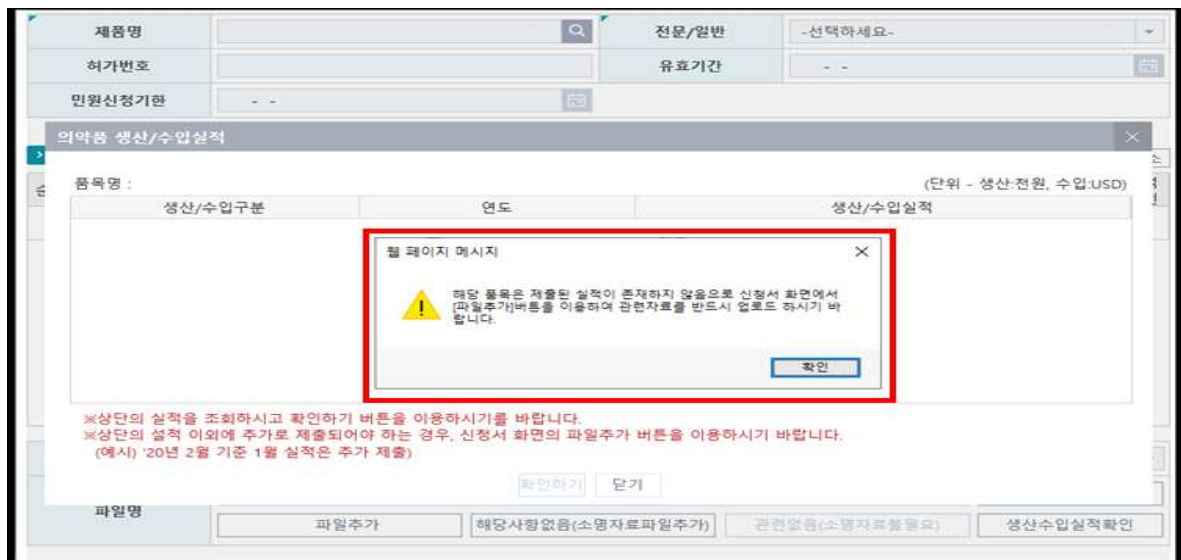 제품명
전문/일반
-선택하세요-
허가번호
유효기간
- -
민원신청기한
- -
의약품 생산/수입실적
소
순
품목명 :
(단위 - 생산:천원, 수입:USD)
생산/수입구분
연도
생산/수입실적
웹 페이지 메시지
해당 품목은 제출된 실적이 존재하지 않음으로 신청서 화면에서
[파일추가]버튼을 이용하여 관련자료를 반드시 업로드 하시기 바
랍니다.
확인
※상단의 실적을 조회하시고 확인하기 버튼을 이용하시기를 바랍니다.
※상단의 설적 이외에 추가로 제출되어야 하는 경우, 신청서 화면의 파일추가 버튼을 이용하시기 바랍니다.
(예시) '20년 2월 기준 1월 실적은 추가 제출)
확인하기
닫기
파일명
파일추가
해당사항없음(소명자료파일추가)
관련없음(소명자료불필요)
생산수입실적확인